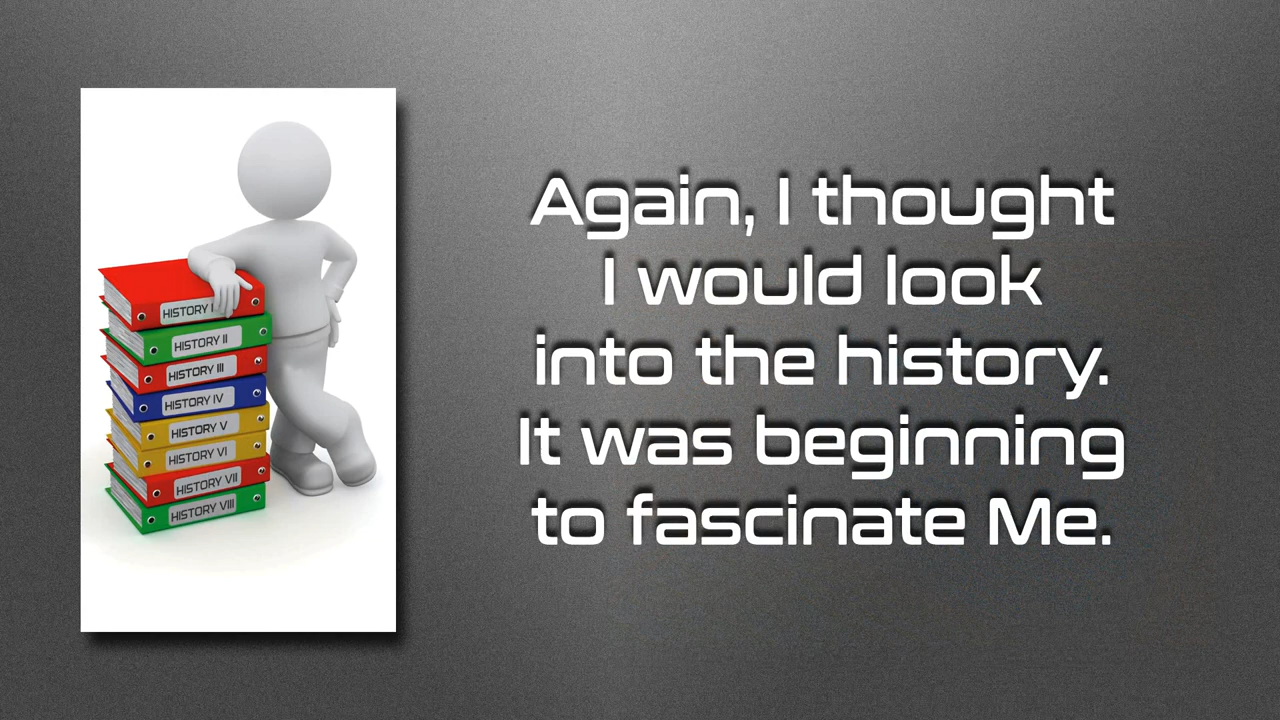 HISTORY I
HISTORY II
HISTORY III
HISTORY IV
HISTORY V
HISTORY VI
HISTORY VII
HISTORY VIII
Again, I thought
I would look
into the history.
It was beginning
to fascinate Me.